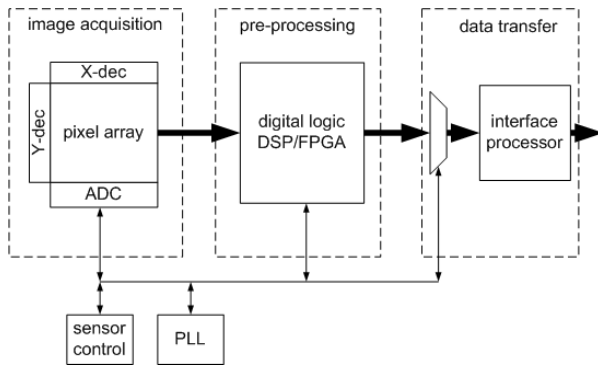 image acquisition
pre-processing
data transfer
X-dec
Y-dec
pixel array
ADC
digital logic
DSP/FPGA
interface
processor
sensor
control
PLL